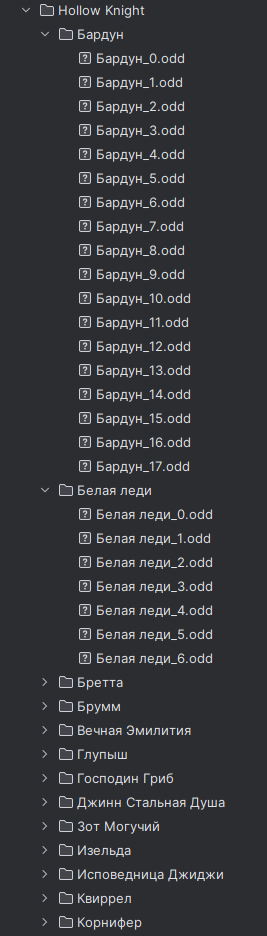 Hollow Knight
Бардун
Бардун_0.odd
Бардун_1.odd
Бардун_2.odd
Бардун_3.odd
Бардун_4.odd
Бардун_5.odd
Бардун_6.odd
Бардун_7.odd
Бардун_8.odd
Бардун_9.odd
Бардун_10.odd
Бардун_11.odd
Бардун_12.odd
Бардун_13.odd
Бардун_14.odd
Бардун_15.odd
Бардун_16.odd
Бардун_17.odd
Белая леди
Белая леди_0.odd
Белая леди_1.odd
Белая леди_2.odd
Белая леди_3.odd
Белая леди_4.odd
Белая леди_5.odd
Белая леди_6.odd
Бретта
Брумм
Вечная Эмилития
Глупыш
Господин Гриб
Джинн Стальная Душа
Зот Могучий
Изельда
Исповедница Джиджи
Квиррел
Корнифер